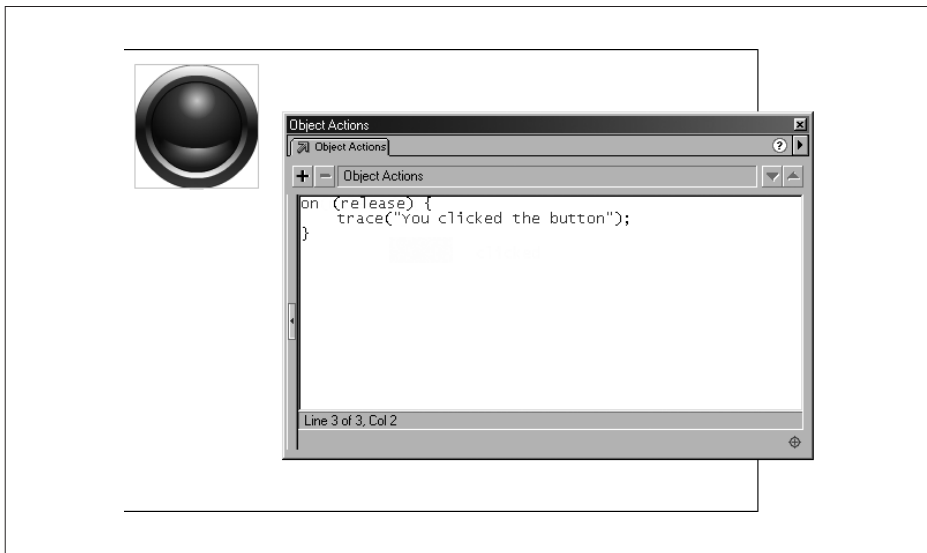 Object Actions
Object Actions
?
Object Actions
on (release) {
    trace("You clicked the button");
}
Line 3 of 3, Col 2